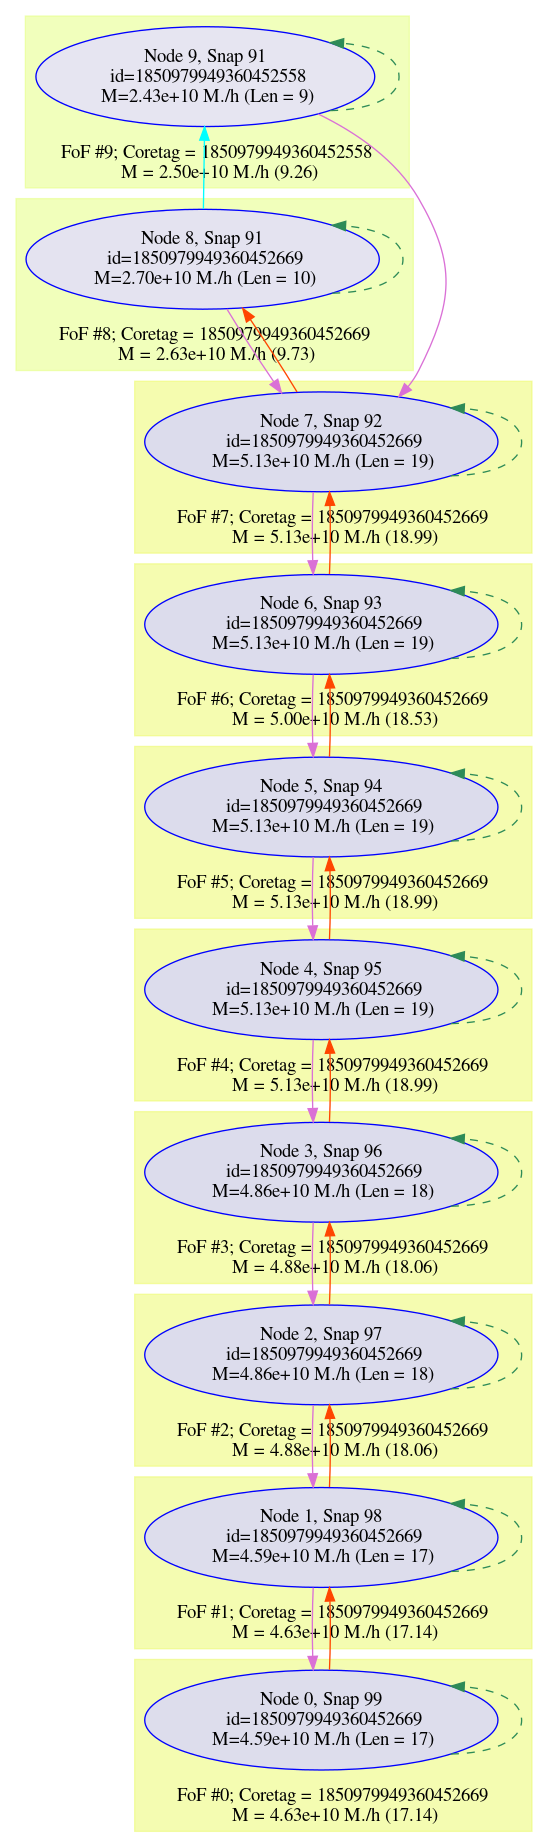 Node 9, Snap 91
id=1850979949360452558
M=2.43e+10 M./h (Len = 9)
FoF #9; Coretag = 1850979949360452558
M = 2.50e+10 M./h (9.26)
Node 8, Snap 91
id=1850979949360452669
M=2.70e+10 M./h (Len = 10)
FoF #8; Coretag = 1850979949360452669
M = 2.63e+10 M./h (9.73)
Node 7, Snap 92
id=1850979949360452669
M=5.13e+10 M./h (Len = 19)
FoF #7; Coretag = 1850979949360452669
M = 5.13e+10 M./h (18.99)
Node 6, Snap 93
id=1850979949360452669
M=5.13e+10 M./h (Len = 19)
FoF #6; Coretag = 1850979949360452669
M = 5.00e+10 M./h (18.53)
Node 5, Snap 94
id=1850979949360452669
M=5.13e+10 M./h (Len = 19)
FoF #5; Coretag = 1850979949360452669
M = 5.13e+10 M./h (18.99)
Node 4, Snap 95
id=1850979949360452669
M=5.13e+10 M./h (Len = 19)
FoF #4; Coretag = 1850979949360452669
M = 5.13e+10 M./h (18.99)
Node 3, Snap 96
id=1850979949360452669
M=4.86e+10 M./h (Len = 18)
FoF #3; Coretag = 1850979949360452669
M = 4.88e+10 M./h (18.06)
Node 2, Snap 97
id=1850979949360452669
M=4.86e+10 M./h (Len = 18)
FoF #2; Coretag = 1850979949360452669
M = 4.88e+10 M./h (18.06)
Node 1, Snap 98
id=1850979949360452669
M=4.59e+10 M./h (Len = 17)
FoF #1; Coretag = 1850979949360452669
M = 4.63e+10 M./h (17.14)
Node 0, Snap 99
id=1850979949360452669
M=4.59e+10 M./h (Len = 17)
FoF #0; Coretag = 1850979949360452669
M = 4.63e+10 M./h (17.14)